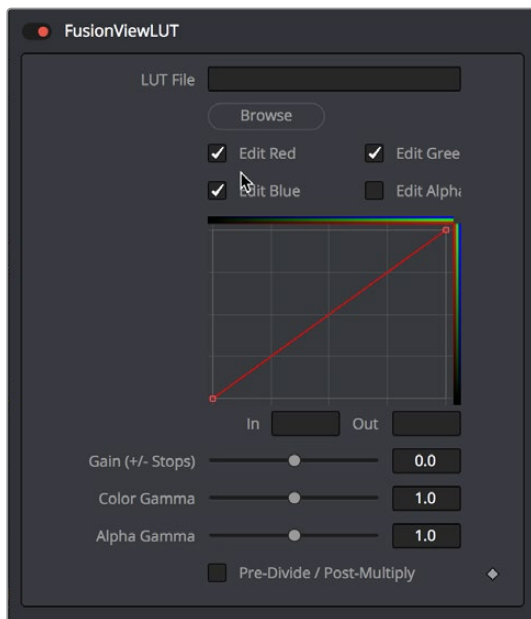 FusionViewLUT
LUT File
Browse
Edit Red Edit Gree
Edit Blue Edit Alpha
In Out
Gain (+/- Stops) 0.0
Color Gamma 1.0
Alpha Gamma 1.0
Pre-Divide / Post-Multiply